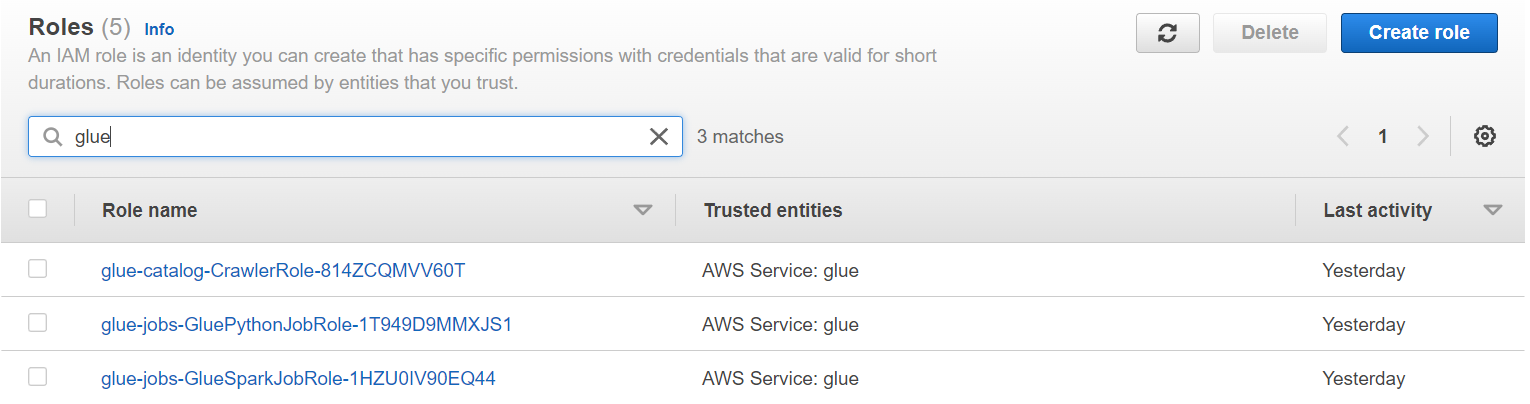 Roles (5) Info
An IAM role is an identity you can create that has specific permissions with credentials that are valid for short
durations. Roles can be assumed by entities that you trust.
Delete
Create role
glue
3 matches
1
Role name Trusted entities Last activity
glue-catalog-CrawlerRole-814ZCQMVV60T AWS Service: glue Yesterday
glue-jobs-GluePythonJobRole-1T949D9MMXJS1 AWS Service: glue Yesterday
glue-jobs-GlueSparkJobRole-1HZU0IV90EQ44 AWS Service: glue Yesterday